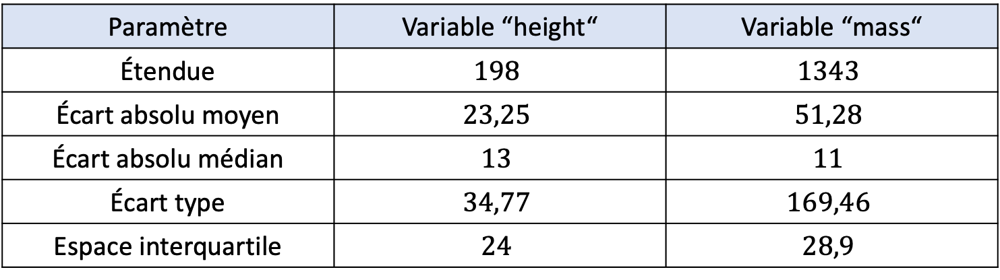 Paramètre Variable “height“ Variable “mass“
Étendue 198 1343
Écart absolu moyen 23,25 51,28
Écart absolu médian 13 11
Écart type 34,77 169,46
Espace interquartile 24 28,9